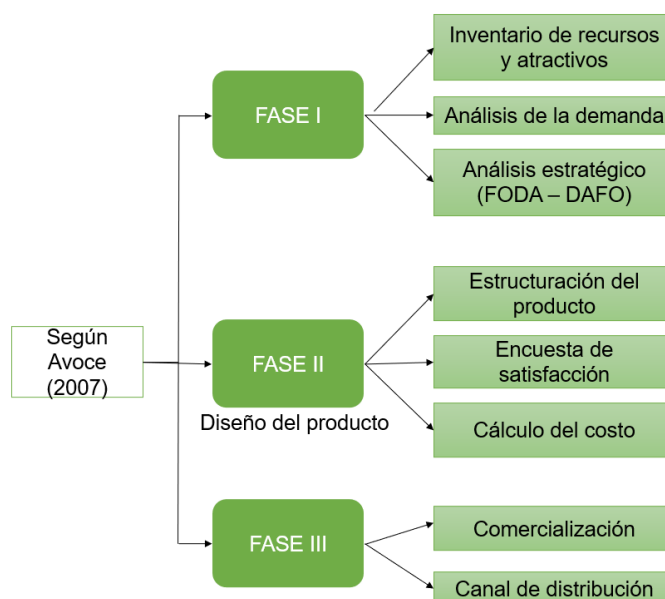 Según
Avoce
(2007)
FASE I
Inventario de recursos
y atractivos
Análisis de la demanda
Análisis estratégico
(FODA – DAFO)
FASE II
Diseño del producto
Estructuración del
producto
Encuesta de
satisfacción
Cálculo del costo
FASE III
Comercialización
Canal de distribución